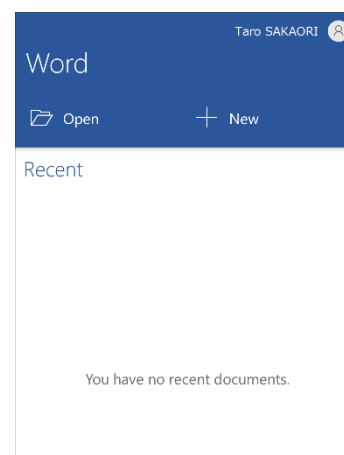 Taro SAKAORI
Word
Open
New
Recent
You have no recent documents.